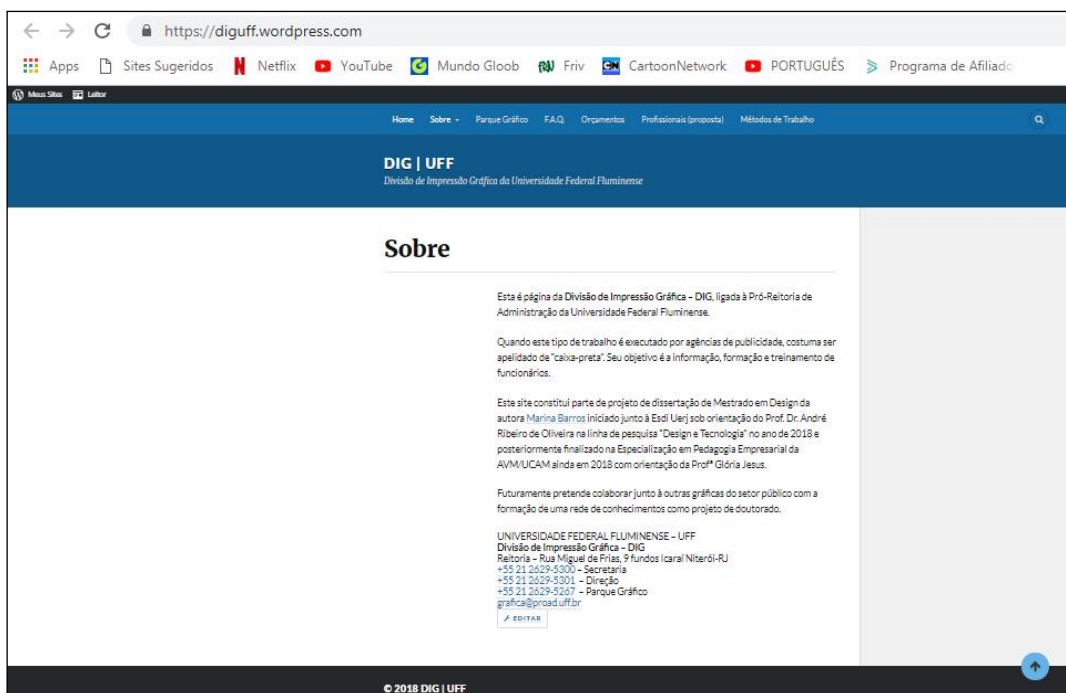 https://diguff.wordpress.com
Apps Sites Sugeridos Netflix YouTube Mundo Gloob Friv CartoonNetwork PORTUGUÊS Programa de Afiliado
Meus Sites Leitor
Home Sobre Parque Gráfico F.A.Q. Orçamentos Profissionais (proposta) Métodos de Trabalho
DIG | UFF
Divisão de Impressão Gráfica da Universidade Federal Fluminense
Sobre
Esta é página da Divisão de Impressão Gráfica – DIG, ligada à Pró-Reitoria de
Administração da Universidade Federal Fluminense.
Quando este tipo de trabalho é executado por agências de publicidade, costuma ser
apelidado de "caixa-preta". Seu objetivo é a informação, formação e treinamento de
funcionários.
Este site constitui parte de projeto de dissertação de Mestrado em Design da
autora Marina Barros iniciado junto à Esdi Uerj sob orientação do Prof. Dr. André
Ribeiro de Oliveira na linha de pesquisa "Design e Tecnologia" no ano de 2018 e
posteriormente finalizado na Especialização em Pedagogia Empresarial da
AVM/UCAM ainda em 2018 com orientação da Profª Glória Jesus.
Futuramente pretende colaborar junto à outras gráficas do setor público com a
formação de uma rede de conhecimentos como projeto de doutorado.
UNIVERSIDADE FEDERAL FLUMINENSE – UFF
Divisão de Impressão Gráfica – DIG
Reitoria – Rua Miguel de Frias, 9 fundos Icaraí Niterói-RJ
+55 21 2629-5300 – Secretaria
+55 21 2629-5301 – Direção
+55 21 2629-5267 – Parque Gráfico
grafica@proad.uff.br
EDITAR
© 2018 DIG | UFF